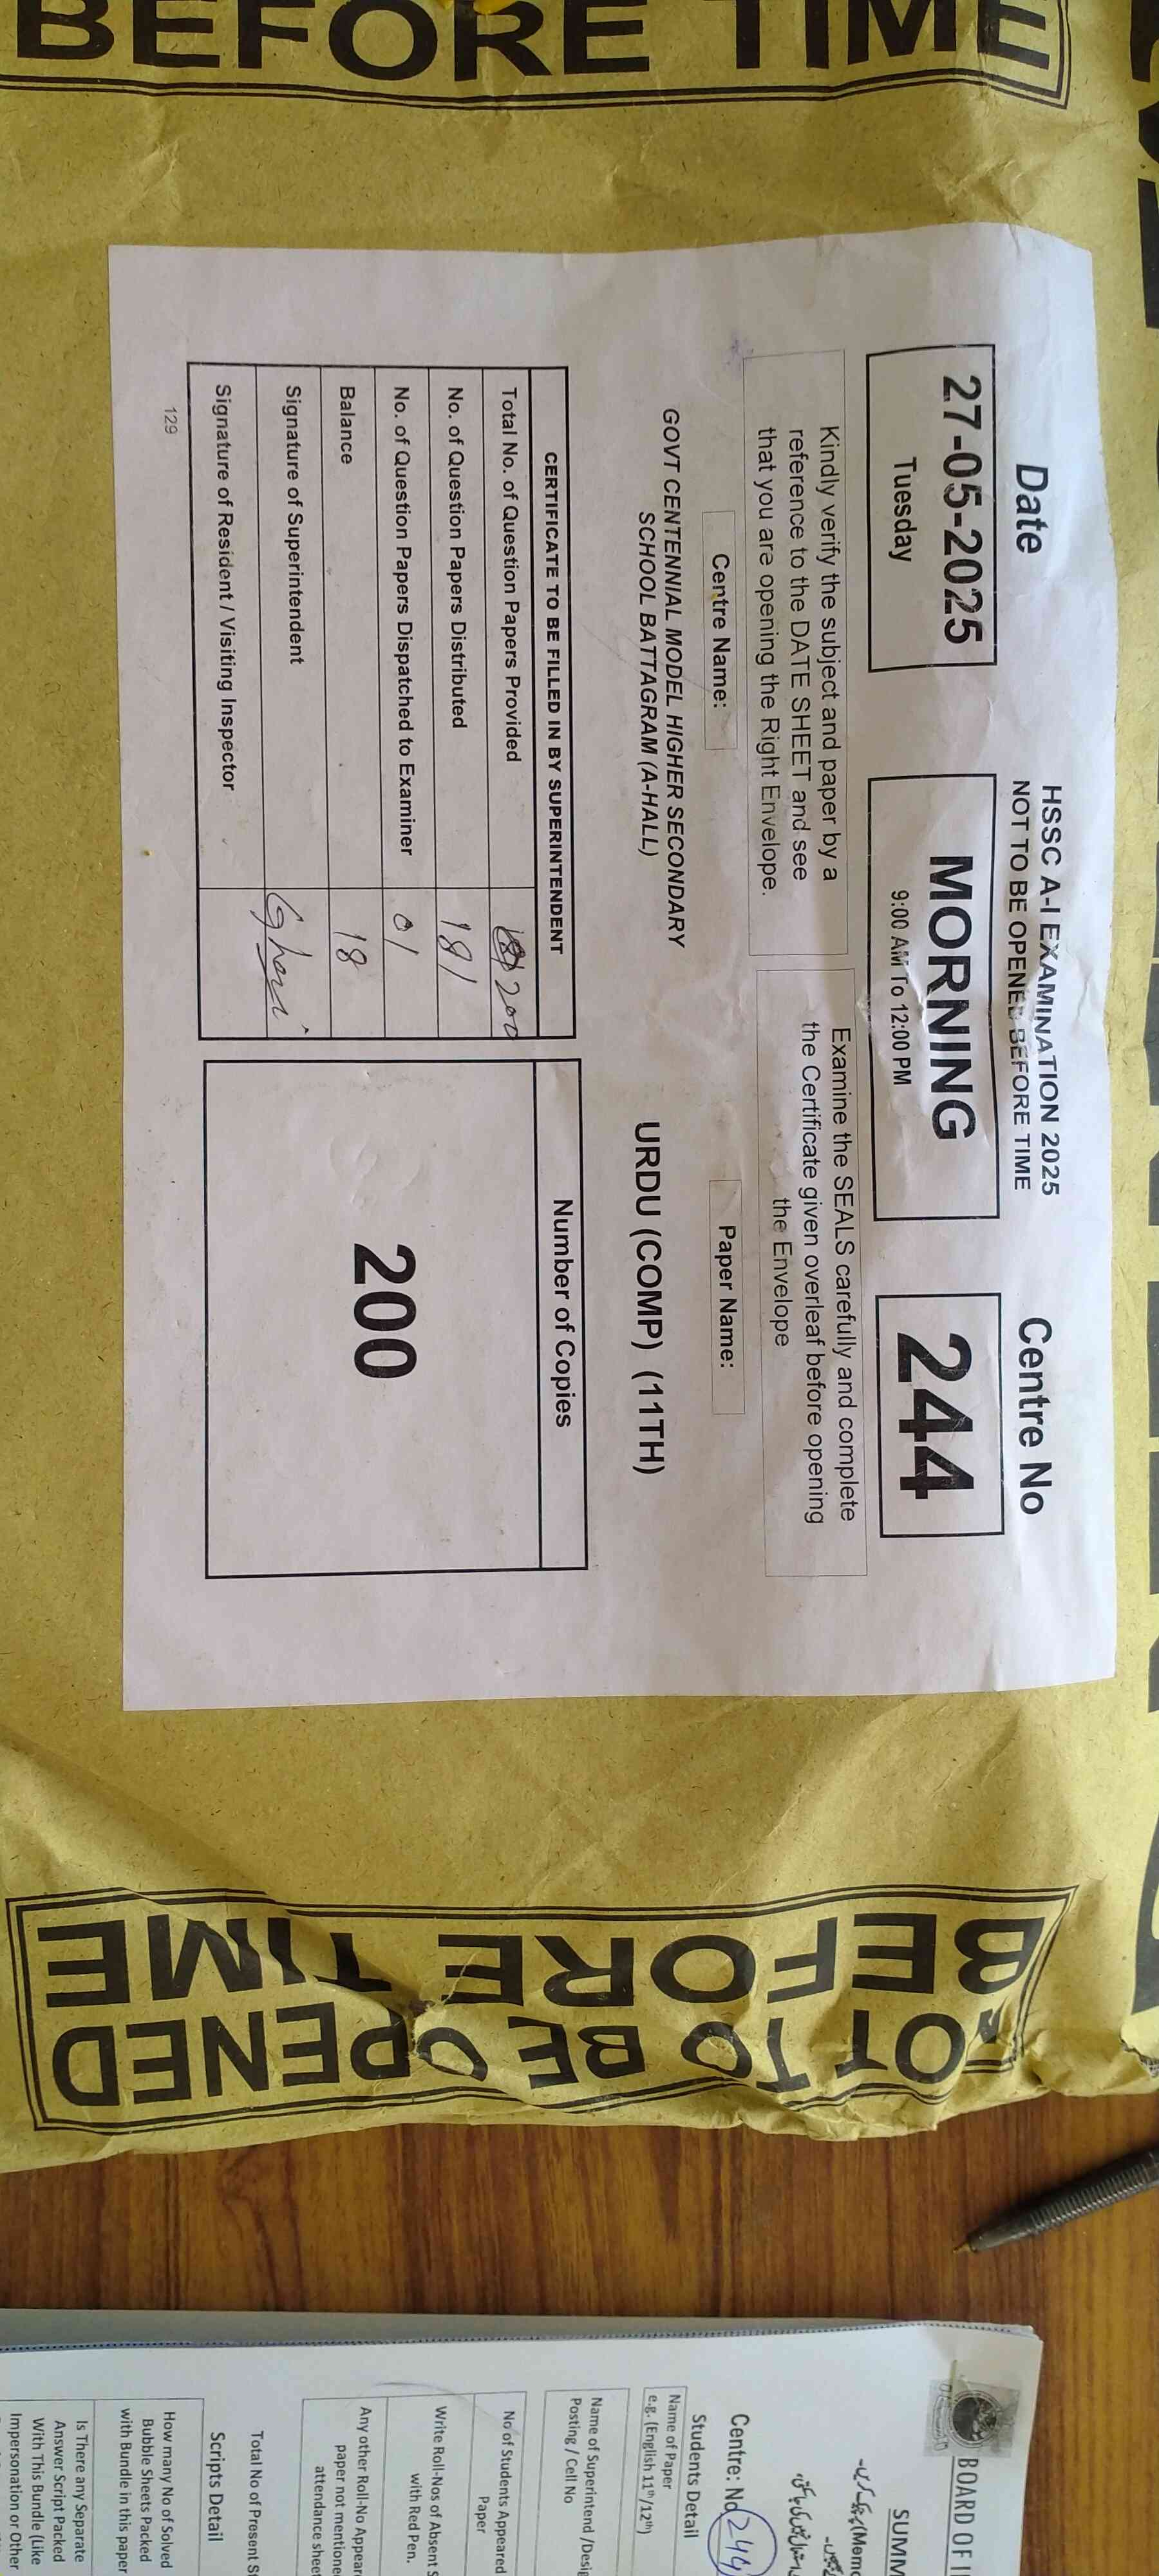 BEFORE TIME
Date
27-05-2025
Tuesday
HSSC A-I EXAMINATION 2025
NOT TO BE OPENED BEFORE TIME
MORNING
9:00 AM To 12:00 PM
Centre No
244
Kindly verify the subject and paper by a
reference to the DATE SHEET and see
that you are opening the Right Envelope.
Examine the SEALS carefully and complete
the Certificate given overleaf before opening
the Envelope
Centre Name:
GOVT CENTENNIAL MODEL HIGHER SECONDARY
SCHOOL BATTAGRAM (A-HALL)
Paper Name:
URDU (COMP) (11TH)
CERTIFICATE TO BE FILLED IN BY SUPERINTENDENT
Total No. of Question Papers Provided 200
No. of Question Papers Distributed 181
No. of Question Papers Dispatched to Examiner 01
Balance 18
Signature of Superintendent Ghani
Signature of Resident / Visiting Inspector
Number of Copies
200
129
OT TO BE OPENED
BEFORE TIME
BOARD OF I
SUMM
(Memo
Centre: No 244
Students Detail
Name of Paper
e.g. (English 11th/12th)
Name of Superintend /Desig
Posting / Cell No
No of Students Appeared
Paper
Write Roll-Nos of Absent S
with Red Pen.
Any other Roll-No Appear
paper not mentione
attendance shee
Total No of Present St
Scripts Detail
How many No of Solved
Bubble Sheets Packed
with Bundle in this paper
Is There any Separate
Answer Script Packed
With This Bundle (Like
Impersonation or Other